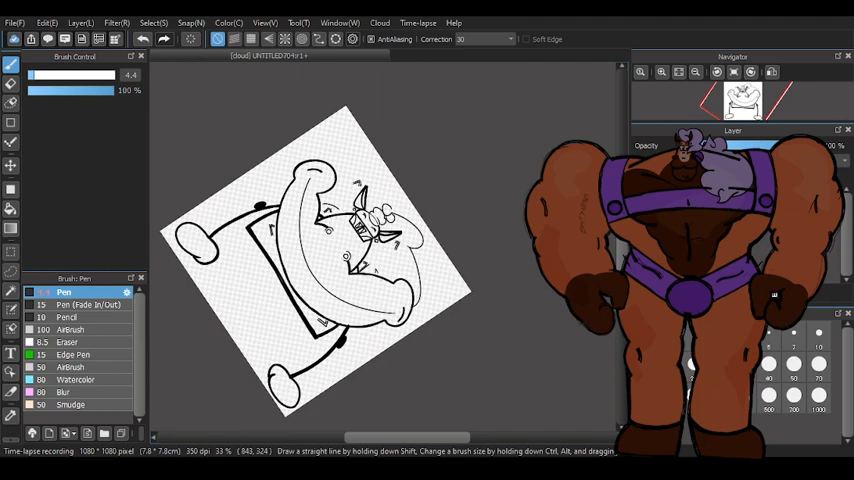 File(F) Edit(E) Layer(L) Filter(R) Select(S) Snap(N) Color(C) View(V) Tool(T) Window(W) Cloud Time-lapse Help
AntiAliasing Correction 30 Soft Edge
Brush Control
[cloud] UNTITLED704:r1+
Navigator
4.4
100 %
Layer
Opacity
%
Brush: Pen
4.4 Pen
15 Pen (Fade In/Out)
10 Pencil
100 AirBrush
8.5 Eraser
15 Edge Pen
50 AirBrush
80 Watercolor
80 Blur
50 Smudge
5 7 10
40 50 70
500 700 1000
Time-lapse recording 1080 * 1080 pixel (7.8 * 7.8cm) 350 dpi 33 % ( 843, 324 ) Draw a straight line by holding down Shift, Change a brush size by holding down Ctrl, Alt, and draggin